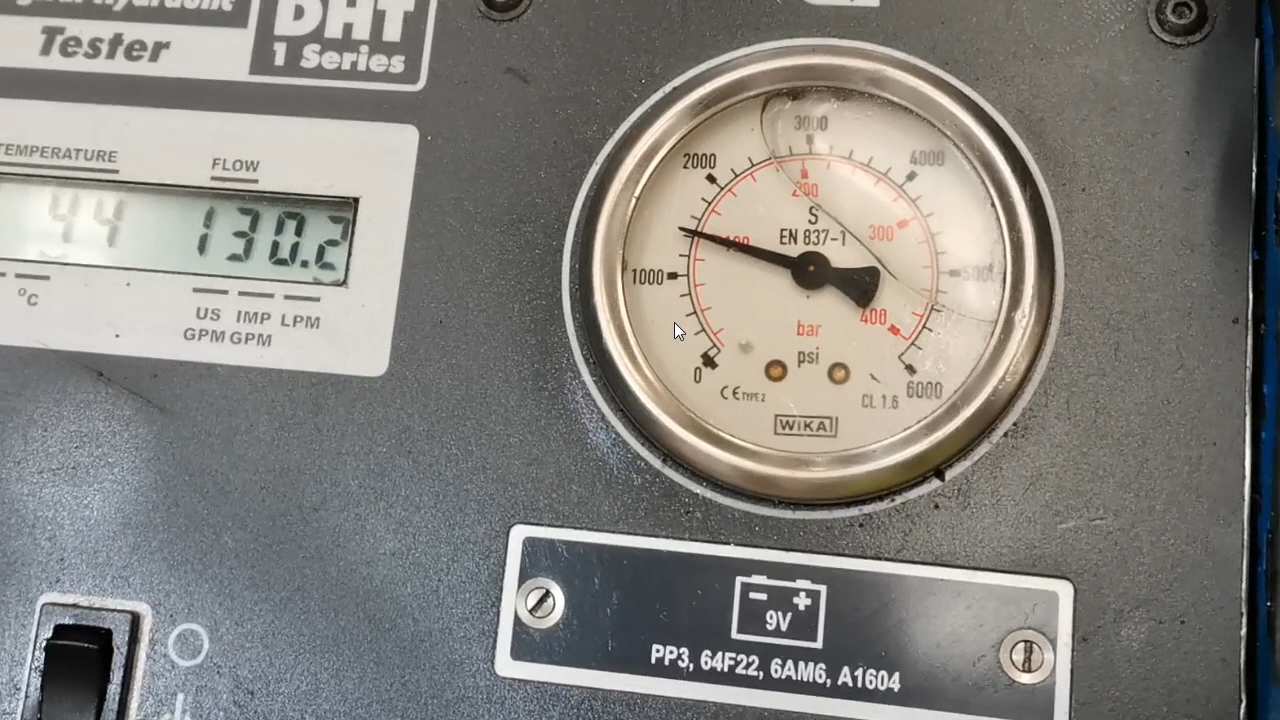 Tester
DHT
1 Series
TEMPERATURE
FLOW
44
130.2
°C
US IMP LPM
GPM GPM
3000
2000
4000
200
S
EN 837-1
300
100
1000
5000
bar
400
psi
0
6000
CE TYPE 2
CL 1.6
WIKA
- +
9V
PP3, 64F22, 6AM6, A1604